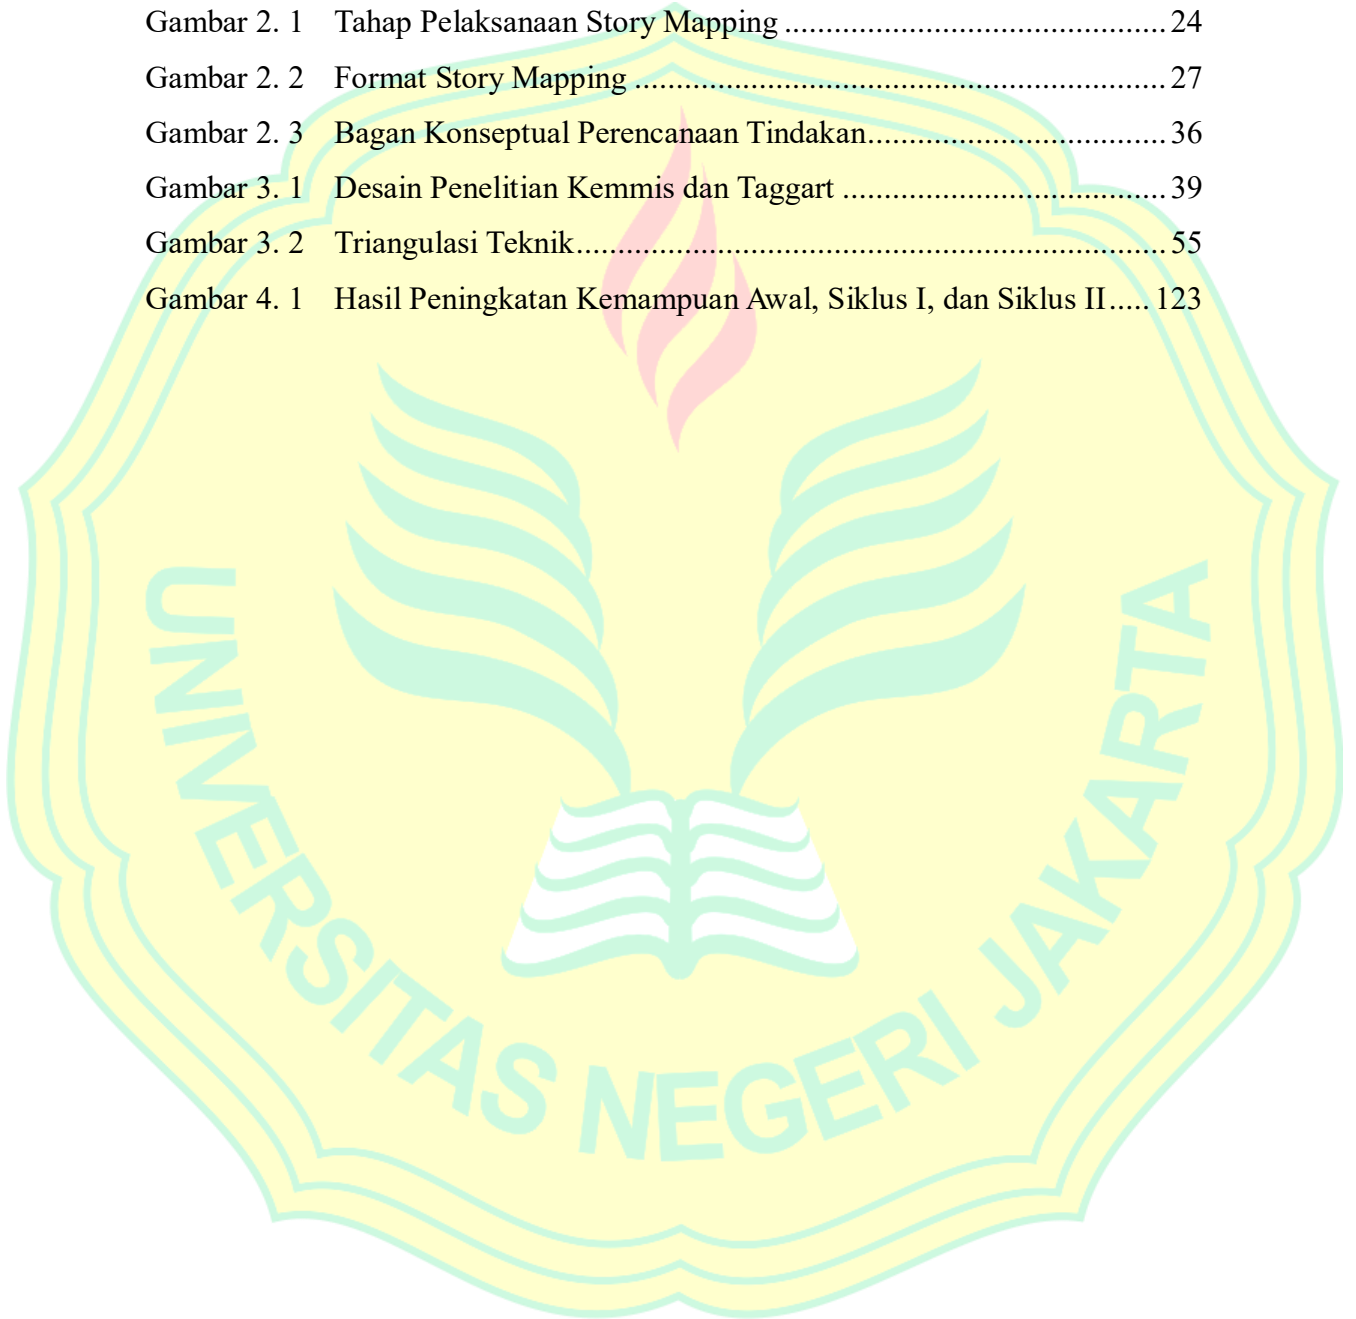 Gambar 2. 1 Tahap Pelaksanaan Story Mapping .............................................. 24
Gambar 2. 2 Format Story Mapping ................................................................ 27
Gambar 2. 3 Bagan Konseptual Perencanaan Tindakan.................................... 36
Gambar 3. 1 Desain Penelitian Kemmis dan Taggart ....................................... 39
Gambar 3. 2 Triangulasi Teknik....................................................................... 55
Gambar 4. 1 Hasil Peningkatan Kemampuan Awal, Siklus I, dan Siklus II..... 123
UNIVERSITAS NEGERI JAKARTA